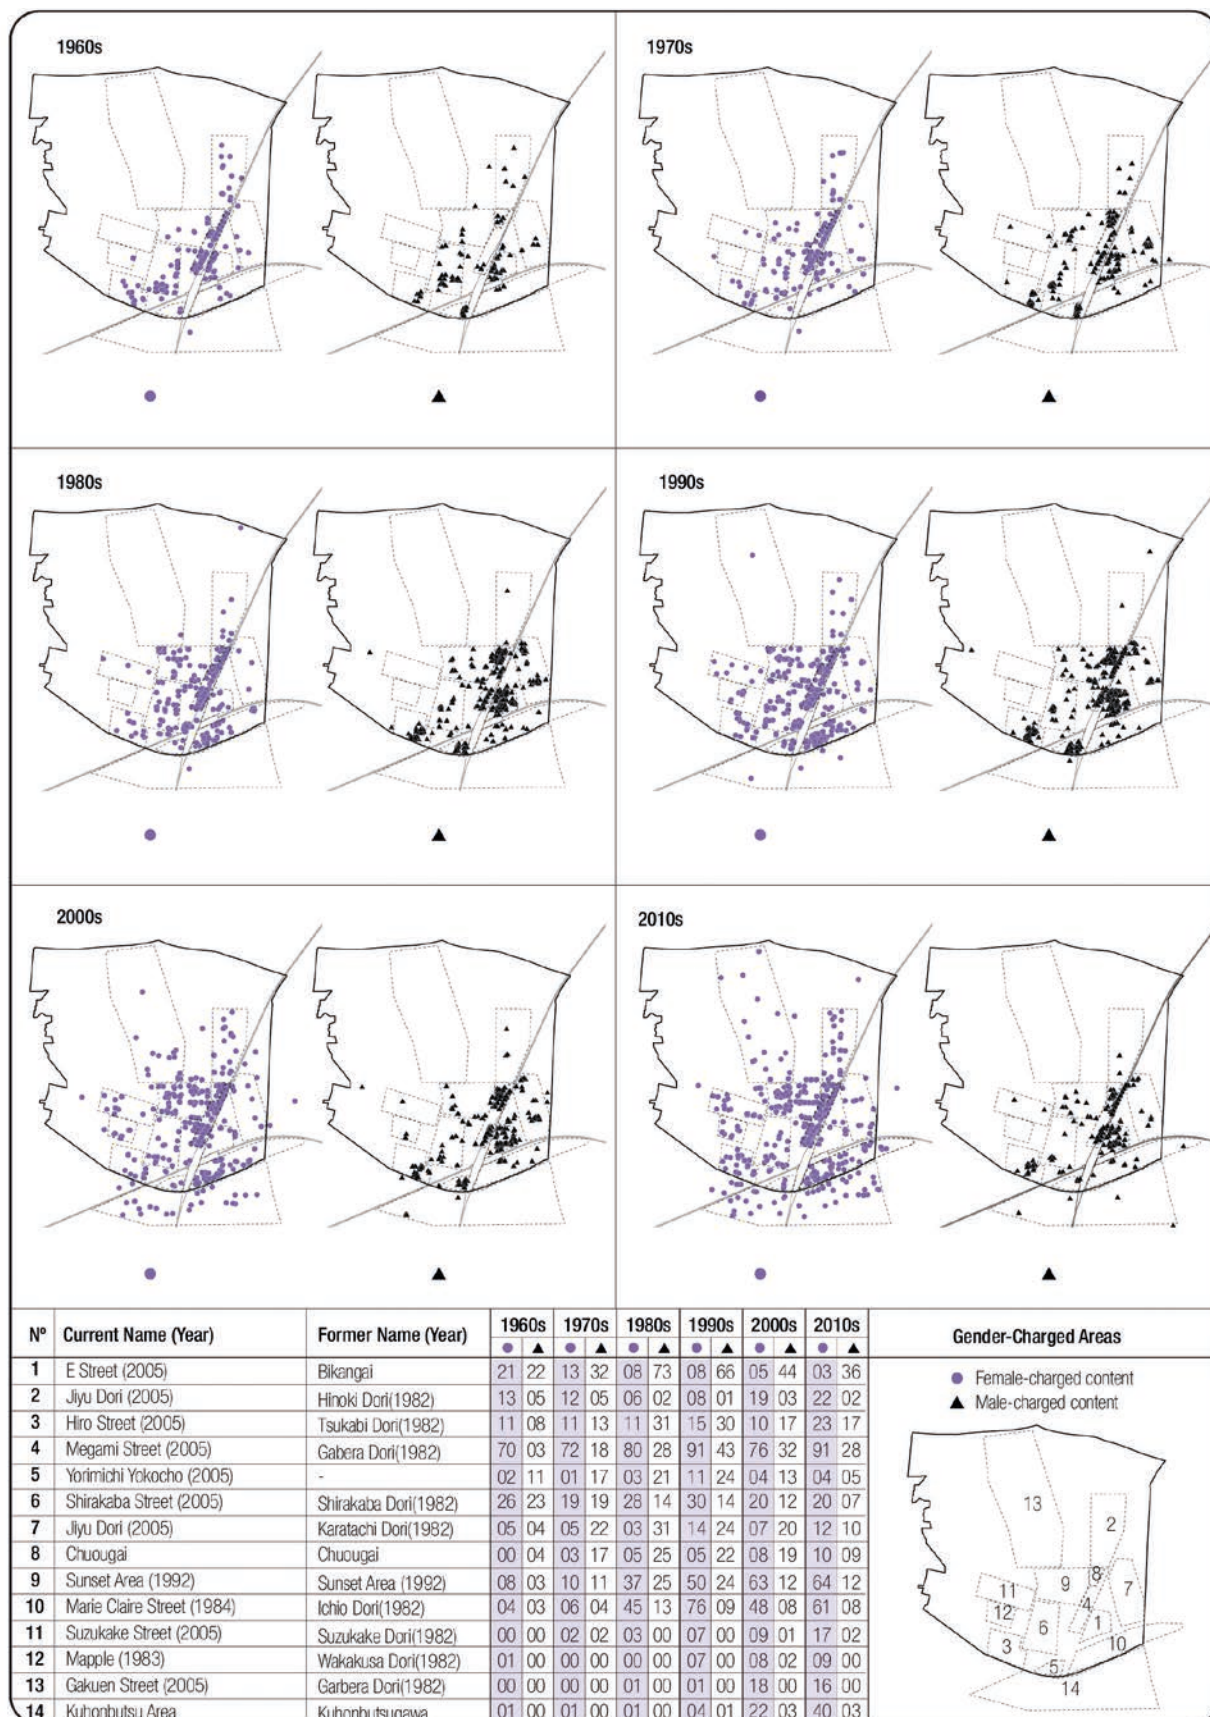 1960s
1970s
1980s
1990s
2000s
2010s
Nº Current Name (Year) Former Name (Year) 1960s 1970s 1980s 1990s 2000s 2010s
1 E Street (2005) Bikangai 21 22 13 32 08 73 08 66 05 44 03 36
2 Jiyu Dori (2005) Hinoki Dori(1982) 13 05 12 05 06 02 08 01 19 03 22 02
3 Hiro Street (2005) Tsukabi Dori(1982) 11 08 11 13 11 31 15 30 10 17 23 17
4 Megami Street (2005) Gabera Dori(1982) 70 03 72 18 80 28 91 43 76 32 91 28
5 Yorimichi Yokocho (2005) - 02 11 01 17 03 21 11 24 04 13 04 05
6 Shirakaba Street (2005) Shirakaba Dori(1982) 26 23 19 19 28 14 30 14 20 12 20 07
7 Jiyu Dori (2005) Karatachi Dori(1982) 05 04 05 22 03 31 14 24 07 20 12 10
8 Chuougai Chuougai 00 04 03 17 05 25 05 22 08 19 10 09
9 Sunset Area (1992) Sunset Area (1992) 08 03 10 11 37 25 50 24 63 12 64 12
10 Marie Claire Street (1984) Ichio Dori(1982) 04 03 06 04 45 13 76 09 48 08 61 08
11 Suzukake Street (2005) Suzukake Dori(1982) 00 00 02 02 03 00 07 00 09 01 17 02
12 Mapple (1983) Wakakusa Dori(1982) 01 00 00 00 00 00 07 00 08 02 09 00
13 Gakuen Street (2005) Garbera Dori(1982) 00 00 00 00 01 00 01 00 18 00 16 00
14 Kuhonbutsu Area Kuhonbutsugawa 01 00 01 00 01 00 04 01 22 03 40 03
Gender-Charged Areas
Female-charged content
Male-charged content
13
2
8
9
7
11
4
12
1
6
3
10
5
14